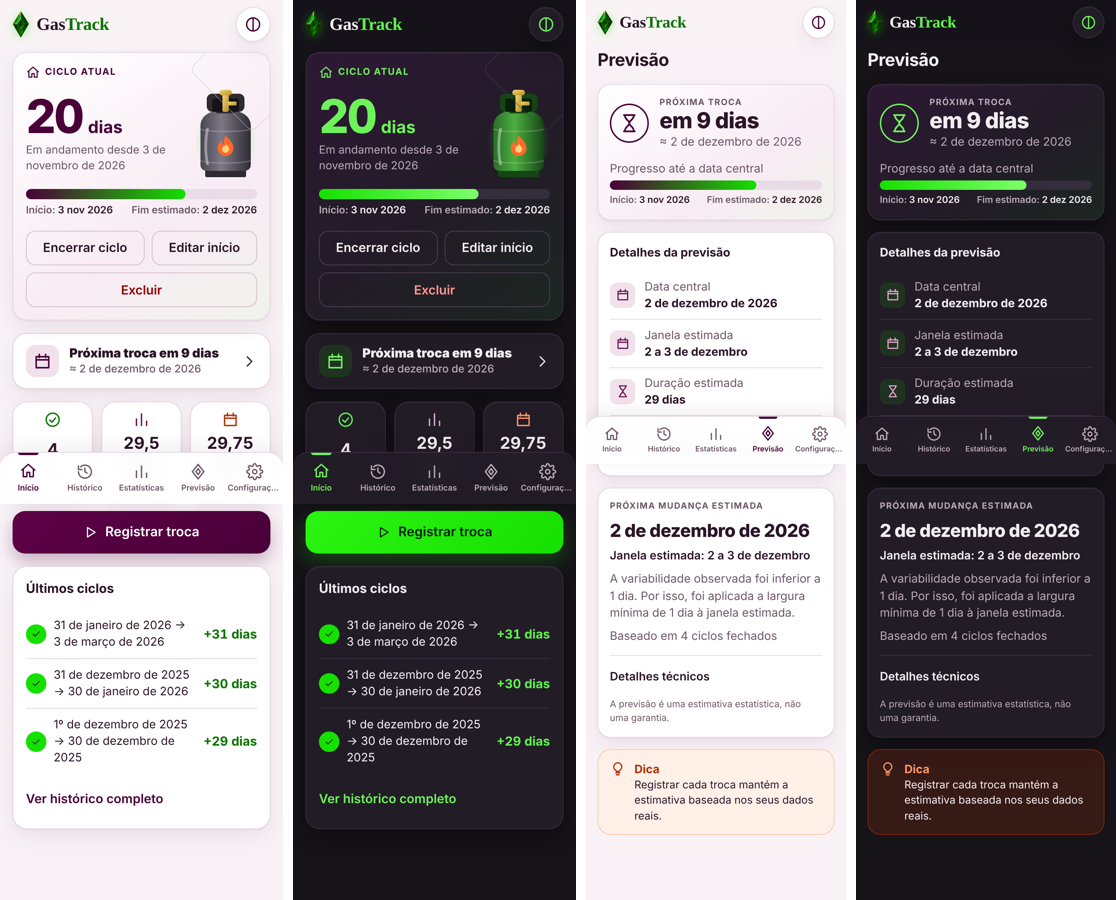 GasTrack
CICLO ATUAL
20 dias
Em andamento desde 3 de
novembro de 2026
Início: 3 nov 2026 Fim estimado: 2 dez 2026
Encerrar ciclo Editar início
Excluir
Próxima troca em 9 dias
≈ 2 de dezembro de 2026
4 29,5 29,75
Início Histórico Estatísticas Previsão Configuraç...
Registrar troca
Últimos ciclos
31 de janeiro de 2026 →
3 de março de 2026
+31 dias
31 de dezembro de 2025
→ 30 de janeiro de 2026
+30 dias
1º de dezembro de 2025
→ 30 de dezembro de
2025
+29 dias
Ver histórico completo
GasTrack
CICLO ATUAL
20 dias
Em andamento desde 3 de
novembro de 2026
Início: 3 nov 2026 Fim estimado: 2 dez 2026
Encerrar ciclo Editar início
Excluir
Próxima troca em 9 dias
≈ 2 de dezembro de 2026
4 29,5 29,75
Início Histórico Estatísticas Previsão Configuraç...
Registrar troca
Últimos ciclos
31 de janeiro de 2026 →
3 de março de 2026
+31 dias
31 de dezembro de 2025
→ 30 de janeiro de 2026
+30 dias
1º de dezembro de 2025
→ 30 de dezembro de
2025
+29 dias
Ver histórico completo
GasTrack
Previsão
PRÓXIMA TROCA
em 9 dias
≈ 2 de dezembro de 2026
Progresso até a data central
Início: 3 nov 2026 Fim estimado: 2 dez 2026
Detalhes da previsão
Data central
2 de dezembro de 2026
Janela estimada
2 a 3 de dezembro
Duração estimada
29 dias
Início Histórico Estatísticas Previsão Configuraç...
PRÓXIMA MUDANÇA ESTIMADA
2 de dezembro de 2026
Janela estimada: 2 a 3 de dezembro
A variabilidade observada foi inferior a
1 dia. Por isso, foi aplicada a largura
mínima de 1 dia à janela estimada.
Baseado em 4 ciclos fechados
Detalhes técnicos
A previsão é uma estimativa estatística, não
uma garantia.
Dica
Registrar cada troca mantém a
estimativa baseada nos seus dados
reais.
GasTrack
Previsão
PRÓXIMA TROCA
em 9 dias
≈ 2 de dezembro de 2026
Progresso até a data central
Início: 3 nov 2026 Fim estimado: 2 dez 2026
Detalhes da previsão
Data central
2 de dezembro de 2026
Janela estimada
2 a 3 de dezembro
Duração estimada
29 dias
Início Histórico Estatísticas Previsão Configuraç...
PRÓXIMA MUDANÇA ESTIMADA
2 de dezembro de 2026
Janela estimada: 2 a 3 de dezembro
A variabilidade observada foi inferior a
1 dia. Por isso, foi aplicada a largura
mínima de 1 dia à janela estimada.
Baseado em 4 ciclos fechados
Detalhes técnicos
A previsão é uma estimativa estatística, não
uma garantia.
Dica
Registrar cada troca mantém a
estimativa baseada nos seus dados
reais.